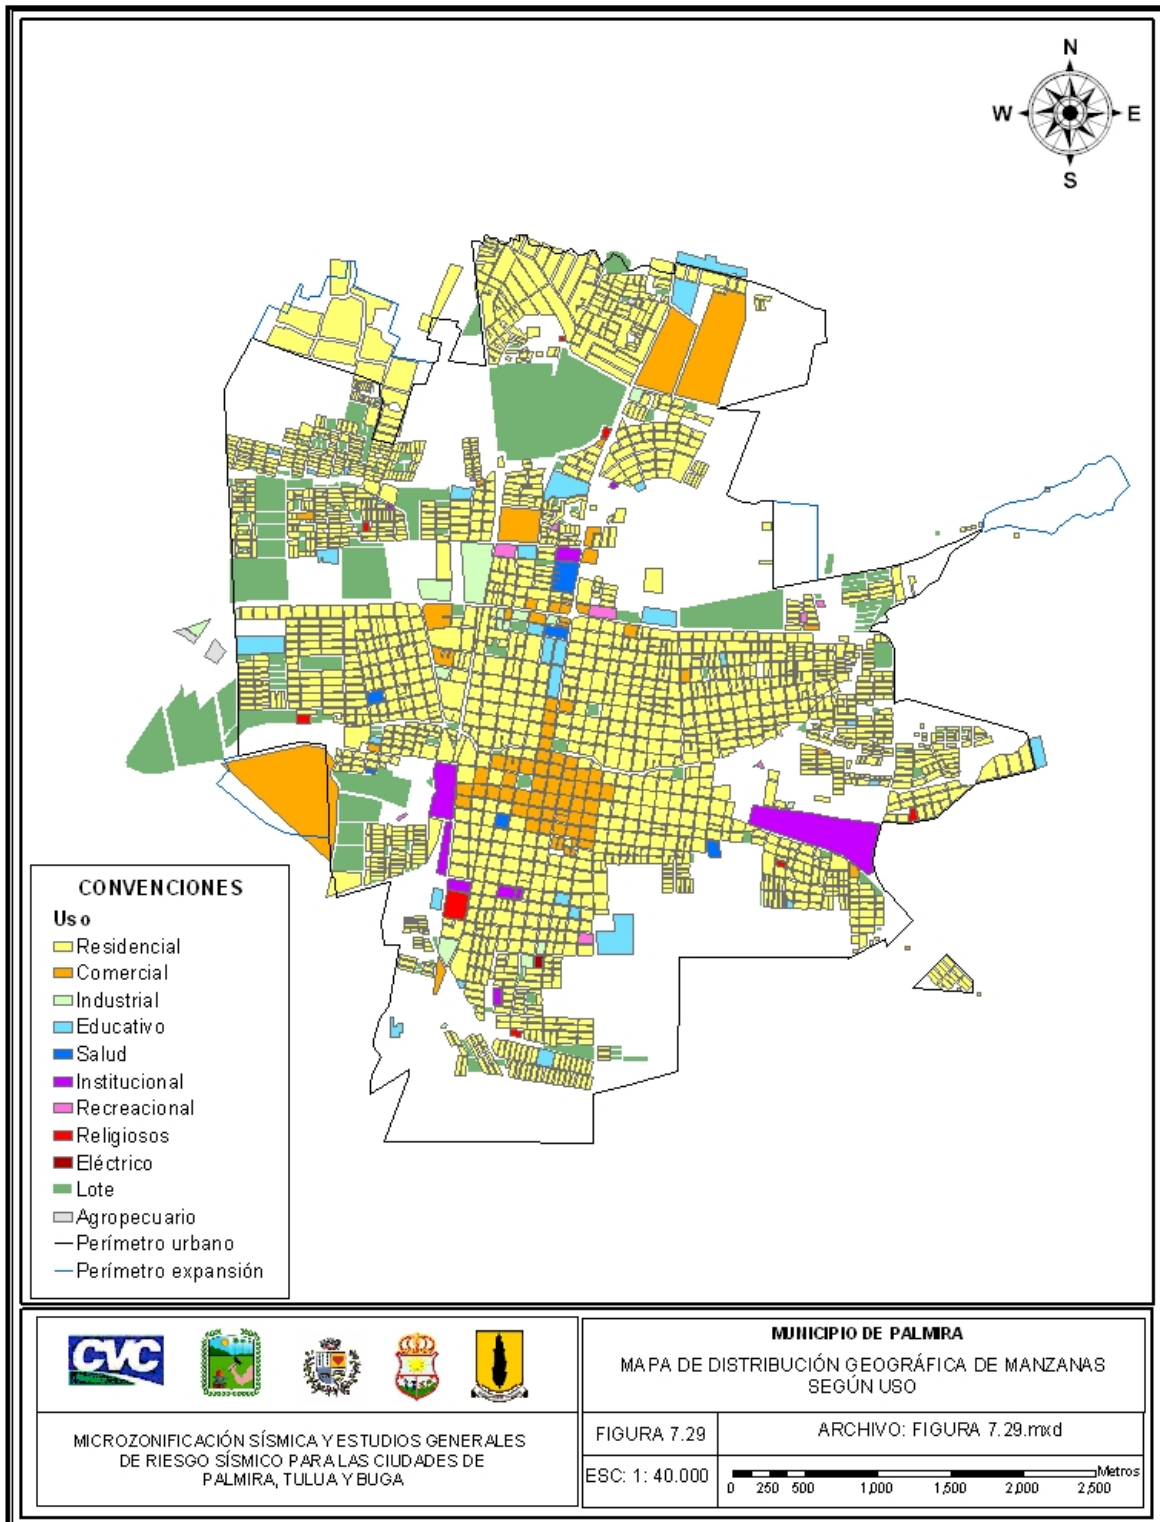 N
W E
S
CONVENCIONES
Uso
Residencial
Comercial
Industrial
Educativo
Salud
Institucional
Recreacional
Religiosos
Eléctrico
Lote
Agropecuario
Perímetro urbano
Perímetro expansión
CVC
MICROZONIFICACIÓN SÍSMICA Y ESTUDIOS GENERALES
DE RIESGO SÍSMICO PARA LAS CIUDADES DE
PALMIRA, TULUA Y BUGA
MUNICIPIO DE PALMIRA
MAPA DE DISTRIBUCIÓN GEOGRÁFICA DE MANZANAS
SEGÚN USO
FIGURA 7.29
ARCHIVO: FIGURA 7.29.mxd
ESC: 1: 40.000
Metros
0 250 500 1,000 1,500 2,000 2,500